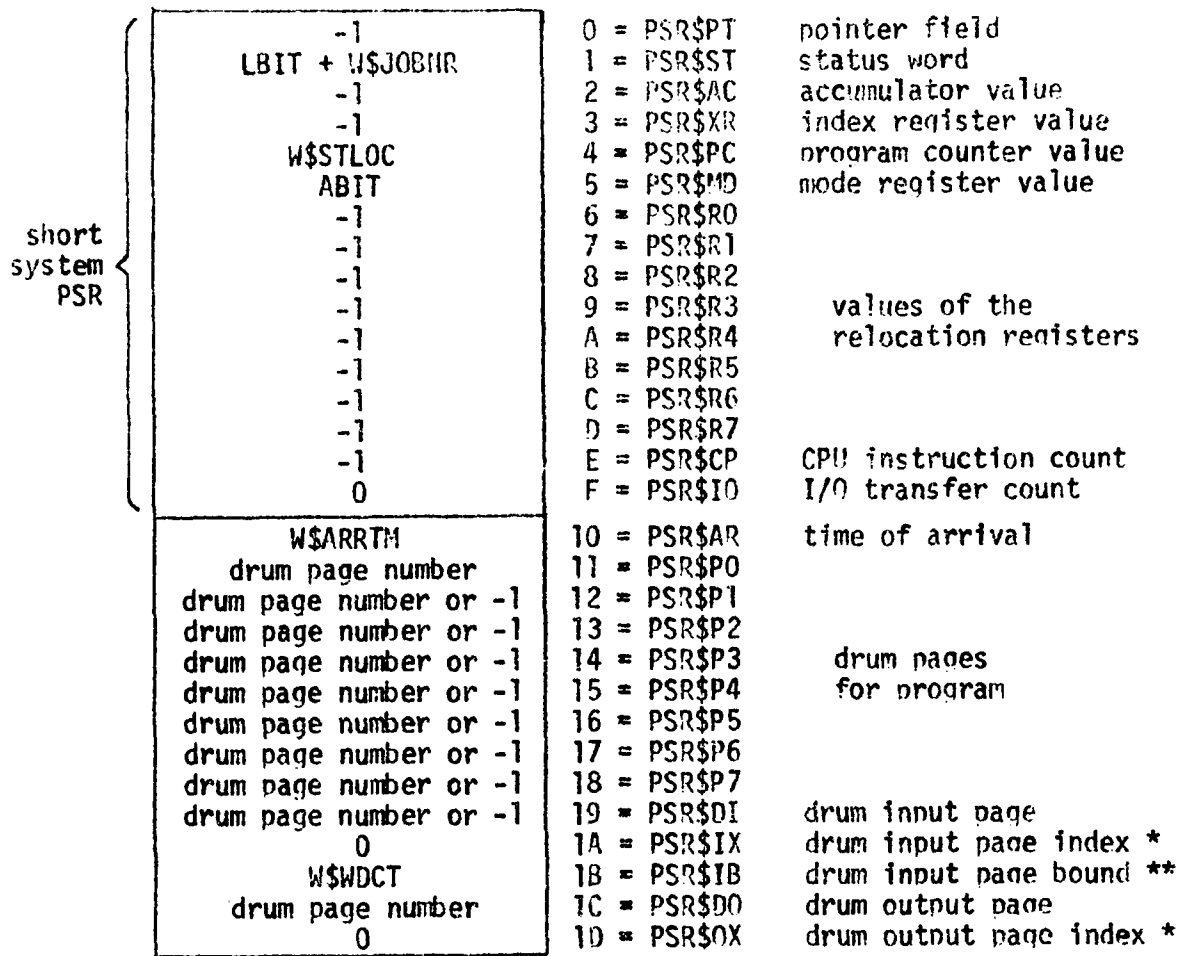 -1 0 = PSR$PT pointer field
LBIT + W$JOBNR 1 = PSR$ST status word
-1 2 = PSR$AC accumulator value
-1 3 = PSR$XR index register value
W$STLOC 4 = PSR$PC program counter value
ABIT 5 = PSR$MD mode register value
-1 6 = PSR$R0
short -1 7 = PSR$R1
system -1 8 = PSR$R2
PSR -1 9 = PSR$R3 values of the
-1 A = PSR$R4 relocation registers
-1 B = PSR$R5
-1 C = PSR$R6
-1 D = PSR$R7
-1 E = PSR$CP CPU instruction count
0 F = PSR$IO I/O transfer count
W$ARRTM 10 = PSR$AR time of arrival
drum page number 11 = PSR$P0
drum page number or -1 12 = PSR$P1
drum page number or -1 13 = PSR$P2
drum page number or -1 14 = PSR$P3 drum pages
drum page number or -1 15 = PSR$P4 for program
drum page number or -1 16 = PSR$P5
drum page number or -1 17 = PSR$P6
drum page number or -1 18 = PSR$P7
drum page number or -1 19 = PSR$DI drum input page
0 1A = PSR$IX drum input page index *
W$WDCT 1B = PSR$IB drum input page bound **
drum page number 1C = PSR$DO drum output page
0 1D = PSR$OX drum output page index *